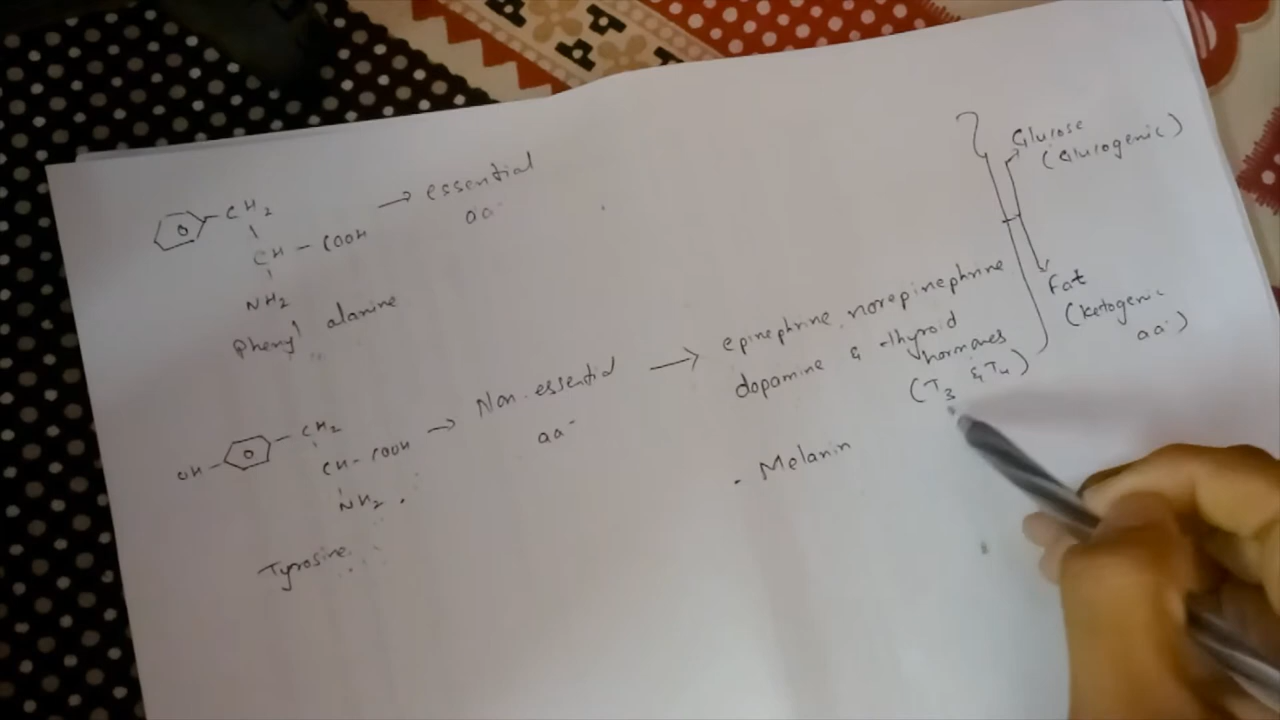 CH2
CH - COOH
NH2
Phenyl alanine
→ essential
aa-
OH
CH2
CH - COOH
NH2.
Tyrosine
→ Non.essential
aa-
→ epinephrine, norepinephrine
dopamine & thyroid
hormones
(T3 & T4)
. Melanin
Glucose
(Glucogenic)
Fat
(Ketogenic
aa-)